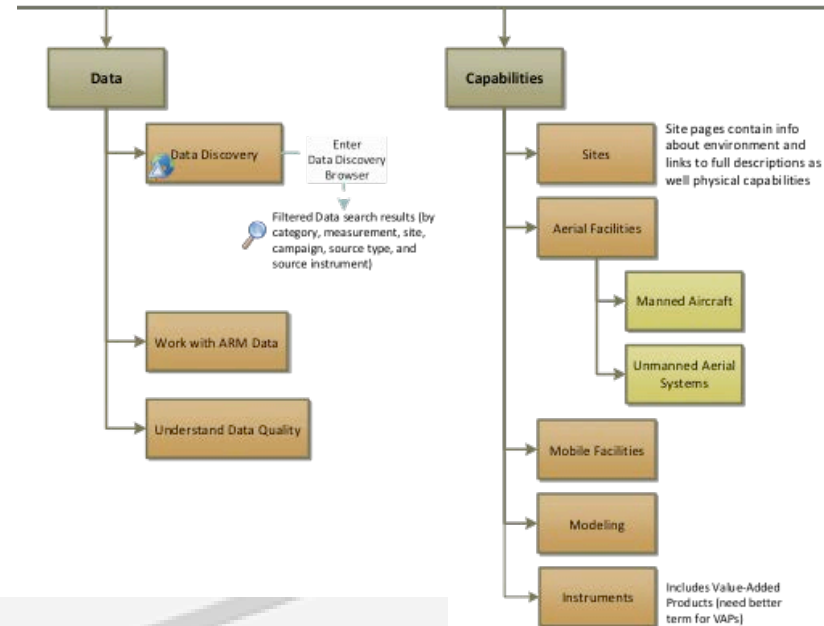 Data
Data Discovery
Enter
Data Discovery
Browser
Filtered Data search results (by
category, measurement, site,
campaign, source type, and
source instrument)
Work with ARM Data
Understand Data Quality
Capabilities
Sites
Site pages contain info
about environment and
links to full descriptions as
well physical capabilities
Aerial Facilities
Manned Aircraft
Unmanned Aerial
Systems
Mobile Facilities
Modeling
Instruments
Includes Value-Added
Products (need better
term for VAPs)